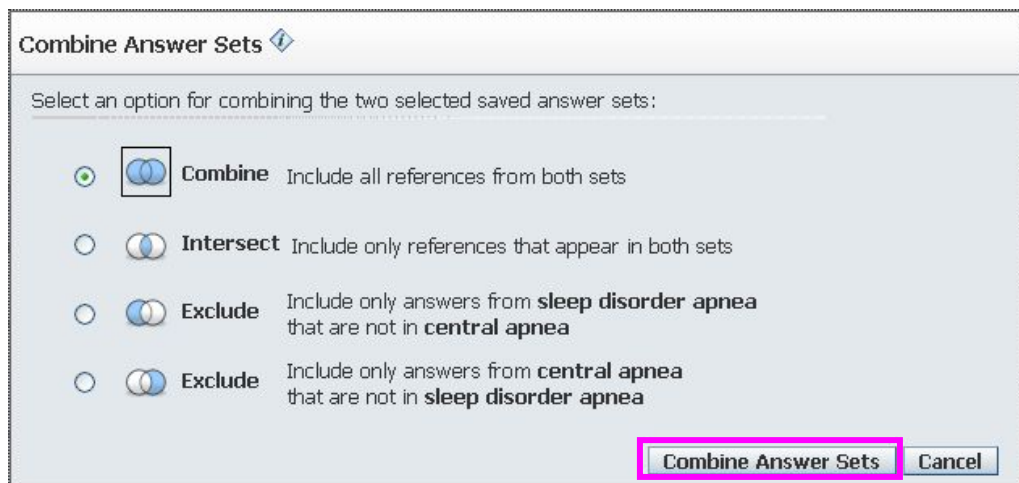 Combine Answer Sets
Select an option for combining the two selected saved answer sets:
Combine Include all references from both sets
Intersect Include only references that appear in both sets
Exclude Include only answers from sleep disorder apnea
that are not in central apnea
Exclude Include only answers from central apnea
that are not in sleep disorder apnea
Combine Answer Sets Cancel